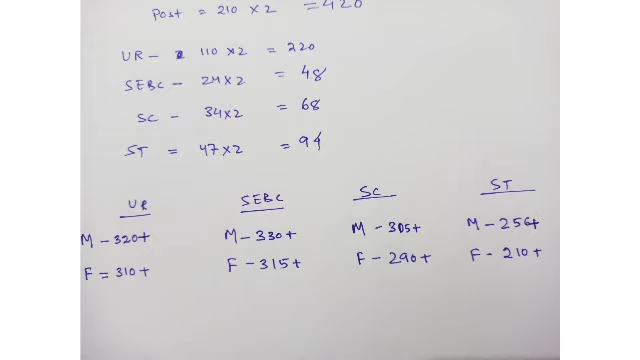 Post = 210 × 2 = 420
UR - 110 × 2 = 220
SEBC - 24 × 2 = 48
SC - 34 × 2 = 68
ST = 47 × 2 = 94
UR SEBC SC ST
M - 320+ M - 330+ M - 305+ M - 256+
F = 310+ F - 315+ F - 290+ F - 210+